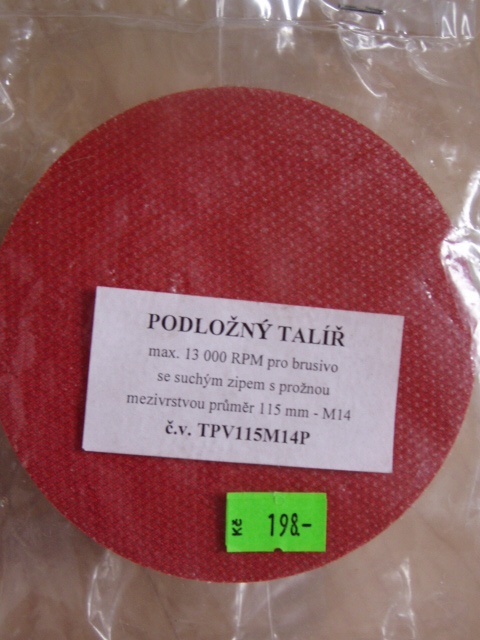 PODLOŽNÝ TALÍŘ
max. 13 000 RPM pro brusivo
se suchým zipem s prožnou
mezivrstvou průměr 115 mm - M14
č.v. TPV115M14P
Kč 198.-